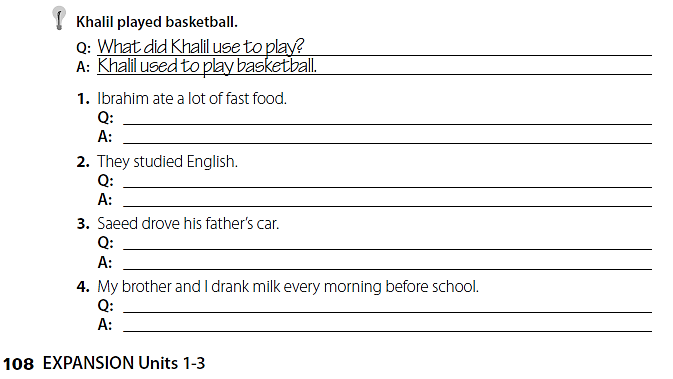 Khalil played basketball.
Q: What did Khalil use to play?
A: Khalil used to play basketball.
1. Ibrahim ate a lot of fast food.
Q:
A:
2. They studied English.
Q:
A:
3. Saeed drove his father's car.
Q:
A:
4. My brother and I drank milk every morning before school.
Q:
A:
108 EXPANSION Units 1-3